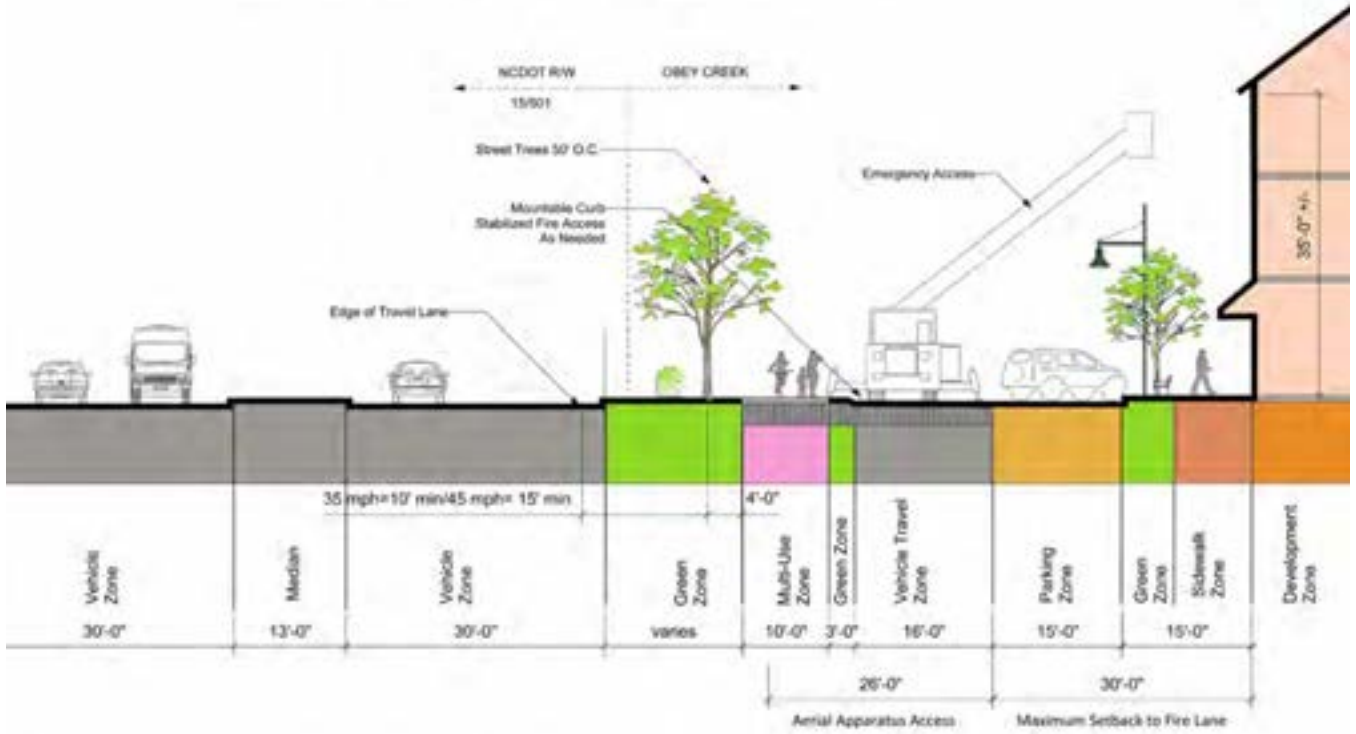 NCDOT R/W
OBEY CREEK
15/501
Street Trees 50' O.C.
Emergency Access
Mountable Curb
Stabilized Fire Access
As Needed
Edge of Travel Lane
35'-0" +/-
35 mph=10' min/45 mph= 15' min
4'-0"
Vehicle
Zone
Median
Vehicle
Zone
Green
Zone
Multi-Use
Zone
Green Zone
Vehicle Travel
Zone
Parking
Zone
Green
Zone
Sidewalk
Zone
Development
Zone
30'-0"
13'-0"
30'-0"
varies
10'-0"
3'-0"
16'-0"
15'-0"
15'-0"
26'-0"
30'-0"
Aerial Apparatus Access
Maximum Setback to Fire Lane